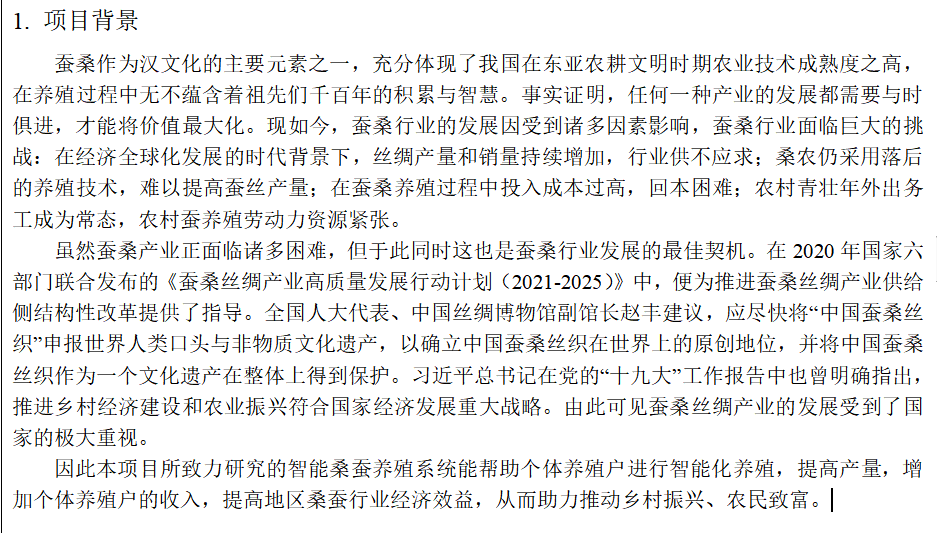 1. 项目背景
蚕桑作为汉文化的主要元素之一，充分体现了我国在东亚农耕文明时期农业技术成熟度之高，
在养殖过程中无不蕴含着祖先们千百年的积累与智慧。事实证明，任何一种产业的发展都需要与时
俱进，才能将价值最大化。现如今，蚕桑行业的发展因受到诸多因素影响，蚕桑行业面临巨大的挑
战：在经济全球化发展的时代背景下，丝绸产量和销量持续增加，行业供不应求；桑农仍采用落后
的养殖技术，难以提高蚕丝产量；在蚕桑养殖过程中投入成本过高，回本困难；农村青壮年外出务
工成为常态，农村蚕养殖劳动力资源紧张。
虽然蚕桑产业正面临诸多困难，但于此同时这也是蚕桑行业发展的最佳契机。在 2020 年国家六
部门联合发布的《蚕桑丝绸产业高质量发展行动计划（2021-2025）》中，便为推进蚕桑丝绸产业供给
侧结构性改革提供了指导。全国人大代表、中国丝绸博物馆副馆长赵丰建议，应尽快将“中国蚕桑丝
织”申报世界人类口头与非物质文化遗产，以确立中国蚕桑丝织在世界上的原创地位，并将中国蚕桑
丝织作为一个文化遗产在整体上得到保护。习近平总书记在党的“十九大”工作报告中也曾明确指出，
推进乡村经济建设和农业振兴符合国家经济发展重大战略。由此可见蚕桑丝绸产业的发展受到了国
家的极大重视。
因此本项目所致力研究的智能桑蚕养殖系统能帮助个体养殖户进行智能化养殖，提高产量，增
加个体养殖户的收入，提高地区桑蚕行业经济效益，从而助力推动乡村振兴、农民致富。